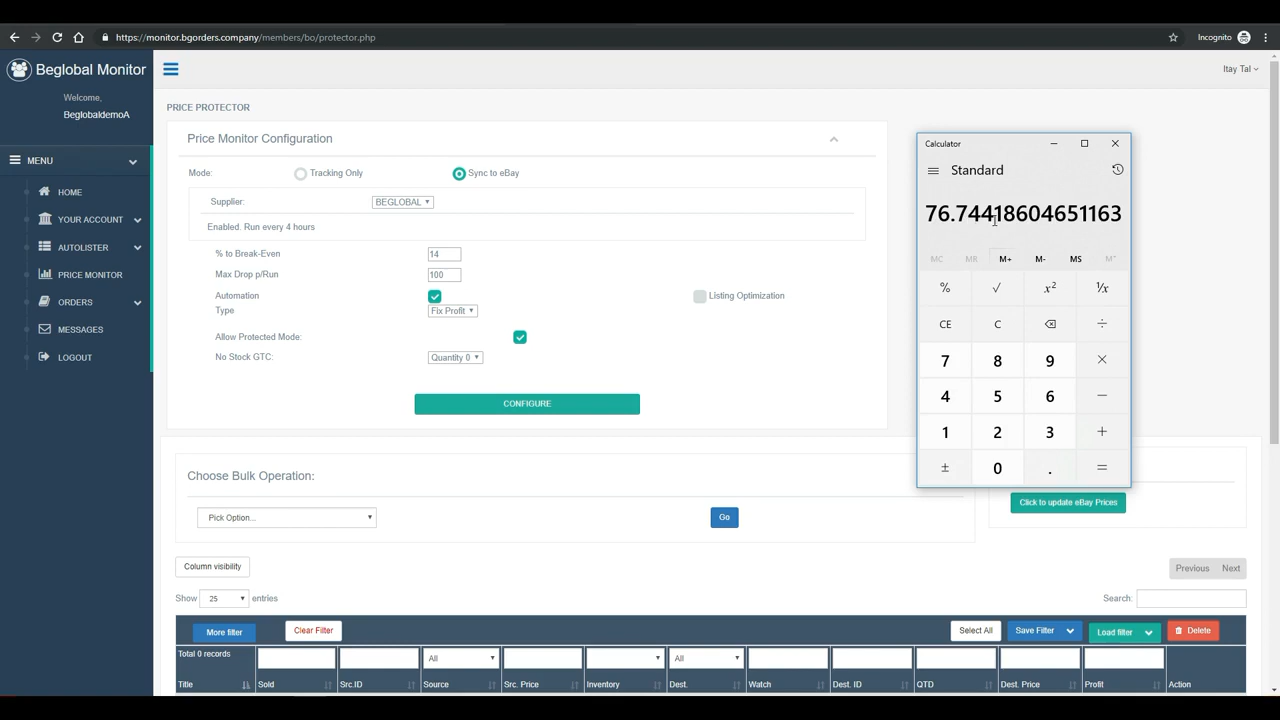 https://monitor.bgorders.company/members/bo/protector.php
Incognito
Beglobal Monitor
Itay Tal
Welcome,
BeglobaldemoA
MENU
HOME
YOUR ACCOUNT
AUTOLISTER
PRICE MONITOR
ORDERS
MESSAGES
LOGOUT
PRICE PROTECTOR
Price Monitor Configuration
Mode: Tracking Only Sync to eBay
Supplier: BEGLOBAL
Enabled. Run every 4 hours
% to Break-Even 14
Max Drop p/Run 100
Automation Listing Optimization
Type Fix Profit
Allow Protected Mode:
No Stock GTC: Quantity 0
CONFIGURE
Calculator
Standard
76.74418604651163
MC MR M+ M- MS M˅
% √ x² ¹/x
CE C ÷
7 8 9 ×
4 5 6 −
1 2 3 +
± 0 . =
Choose Bulk Operation:
Pick Option... Go
Click to update eBay Prices
Column visibility
Previous Next
Show 25 entries
Search:
More filter Clear Filter Select All Save Filter Load filter Delete
Total 0 records All All
Title Sold Src.ID Source Src. Price Inventory Dest. Watch Dest. ID QTD Dest. Price Profit Action